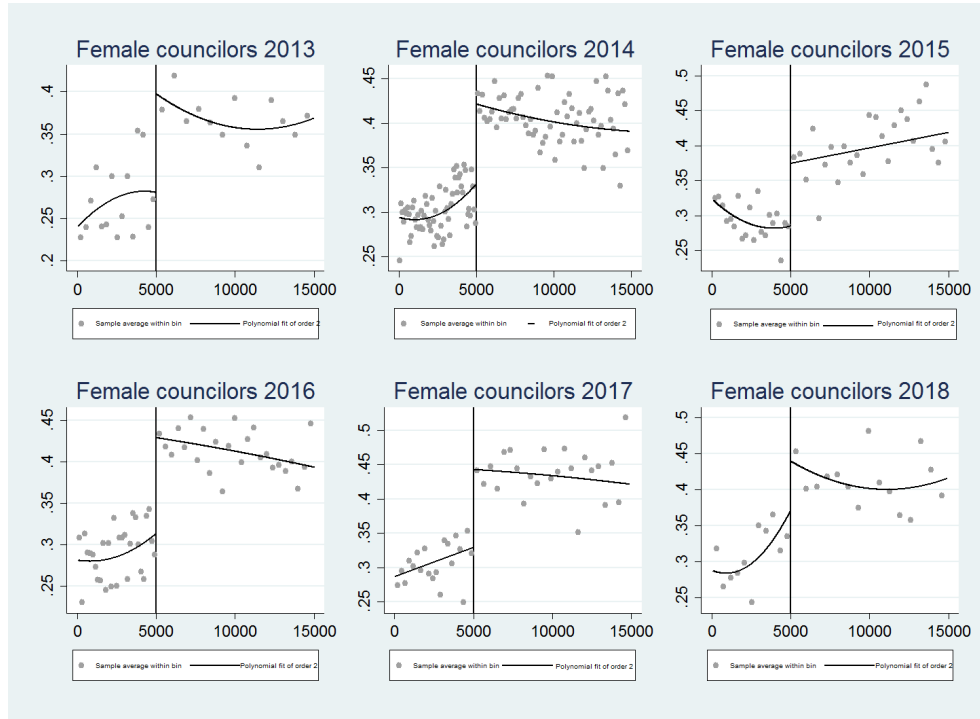 Female councilors 2013
.2 .25 .3 .35 .4
0 5000 10000 15000
Sample average within bin Polynomial fit of order 2
Female councilors 2014
.25 .3 .35 .4 .45
0 5000 10000 15000
Sample average within bin Polynomial fit of order 2
Female councilors 2015
.25 .3 .35 .4 .45 .5
0 5000 10000 15000
Sample average within bin Polynomial fit of order 2
Female councilors 2016
.25 .3 .35 .4 .45
0 5000 10000 15000
Sample average within bin Polynomial fit of order 2
Female councilors 2017
.25 .3 .35 .4 .45 .5
0 5000 10000 15000
Sample average within bin Polynomial fit of order 2
Female councilors 2018
.25 .3 .35 .4 .45 .5
0 5000 10000 15000
Sample average within bin Polynomial fit of order 2